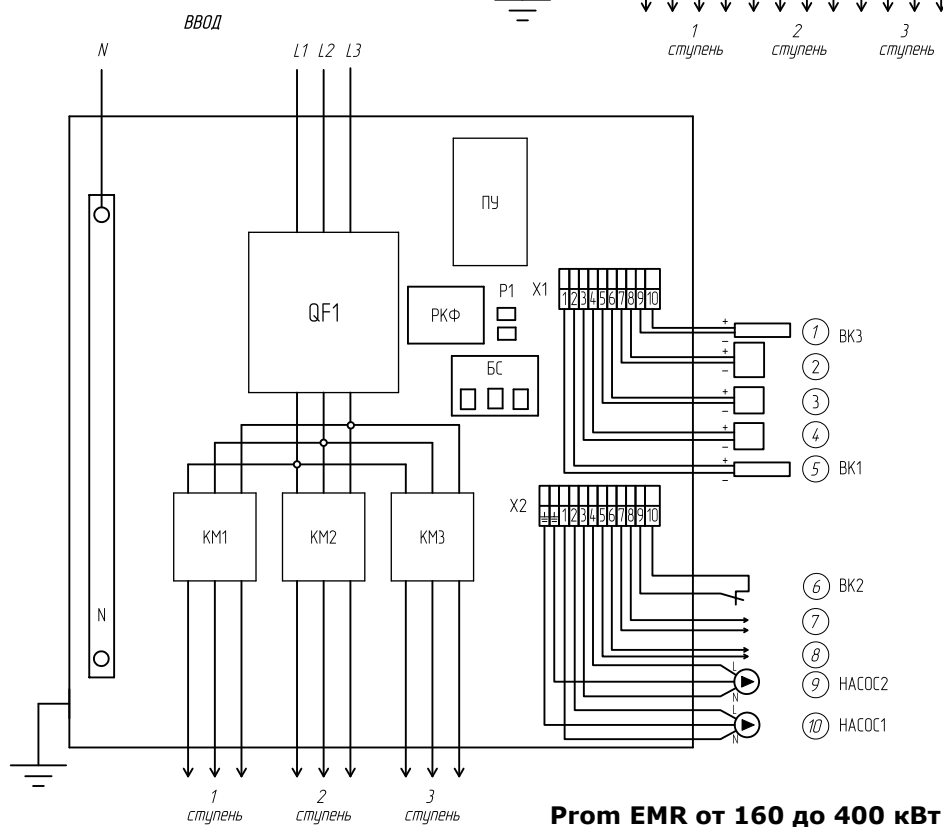 1 ступень 2 ступень 3 ступень
ВВОД
N L1 L2 L3
ПУ
QF1
РКФ
P1
БС
X1
1 2 3 4 5 6 7 8 9 10
+ − 1 ВК3
+ − 2
+ − 3
+ − 4
+ − 5 ВК1
КМ1 КМ2 КМ3
X2
1 2 3 4 5 6 7 8 9 10
6 ВК2
7
8
L N 9 НАСОС2
L N 10 НАСОС1
N
1 ступень 2 ступень 3 ступень
Prom EMR от 160 до 400 кВт